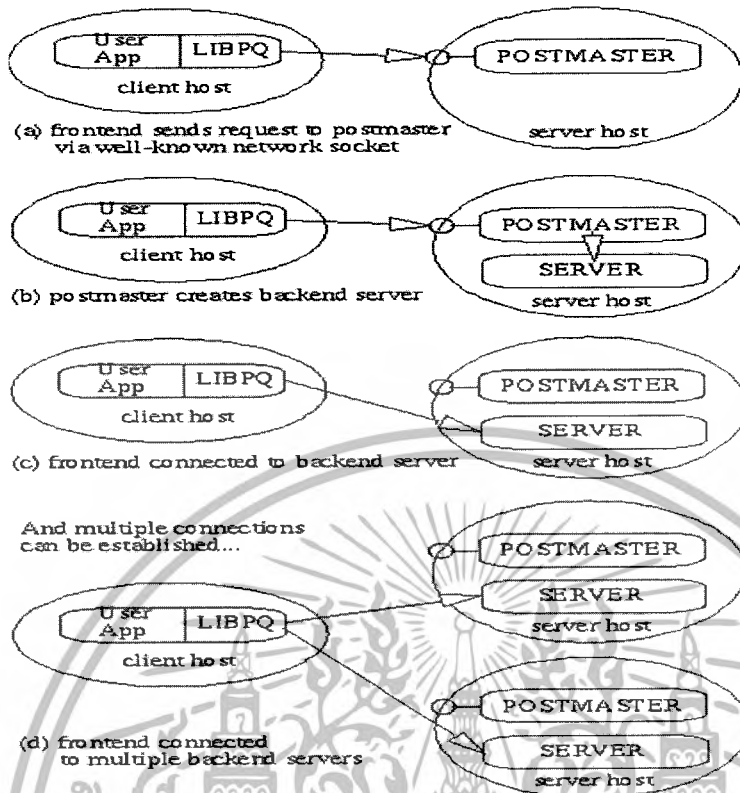 User App LIBPQ
POSTMASTER
client host
server host
(a) frontend sends request to postmaster
via well-known network socket
User App LIBPQ
POSTMASTER
client host
SERVER
server host
(b) postmaster creates backend server
User App LIBPQ
POSTMASTER
client host
SERVER
server host
(c) frontend connected to backend server
And multiple connections
can be established...
POSTMASTER
SERVER
server host
User App LIBPQ
client host
POSTMASTER
SERVER
server host
(d) frontend connected
to multiple backend servers